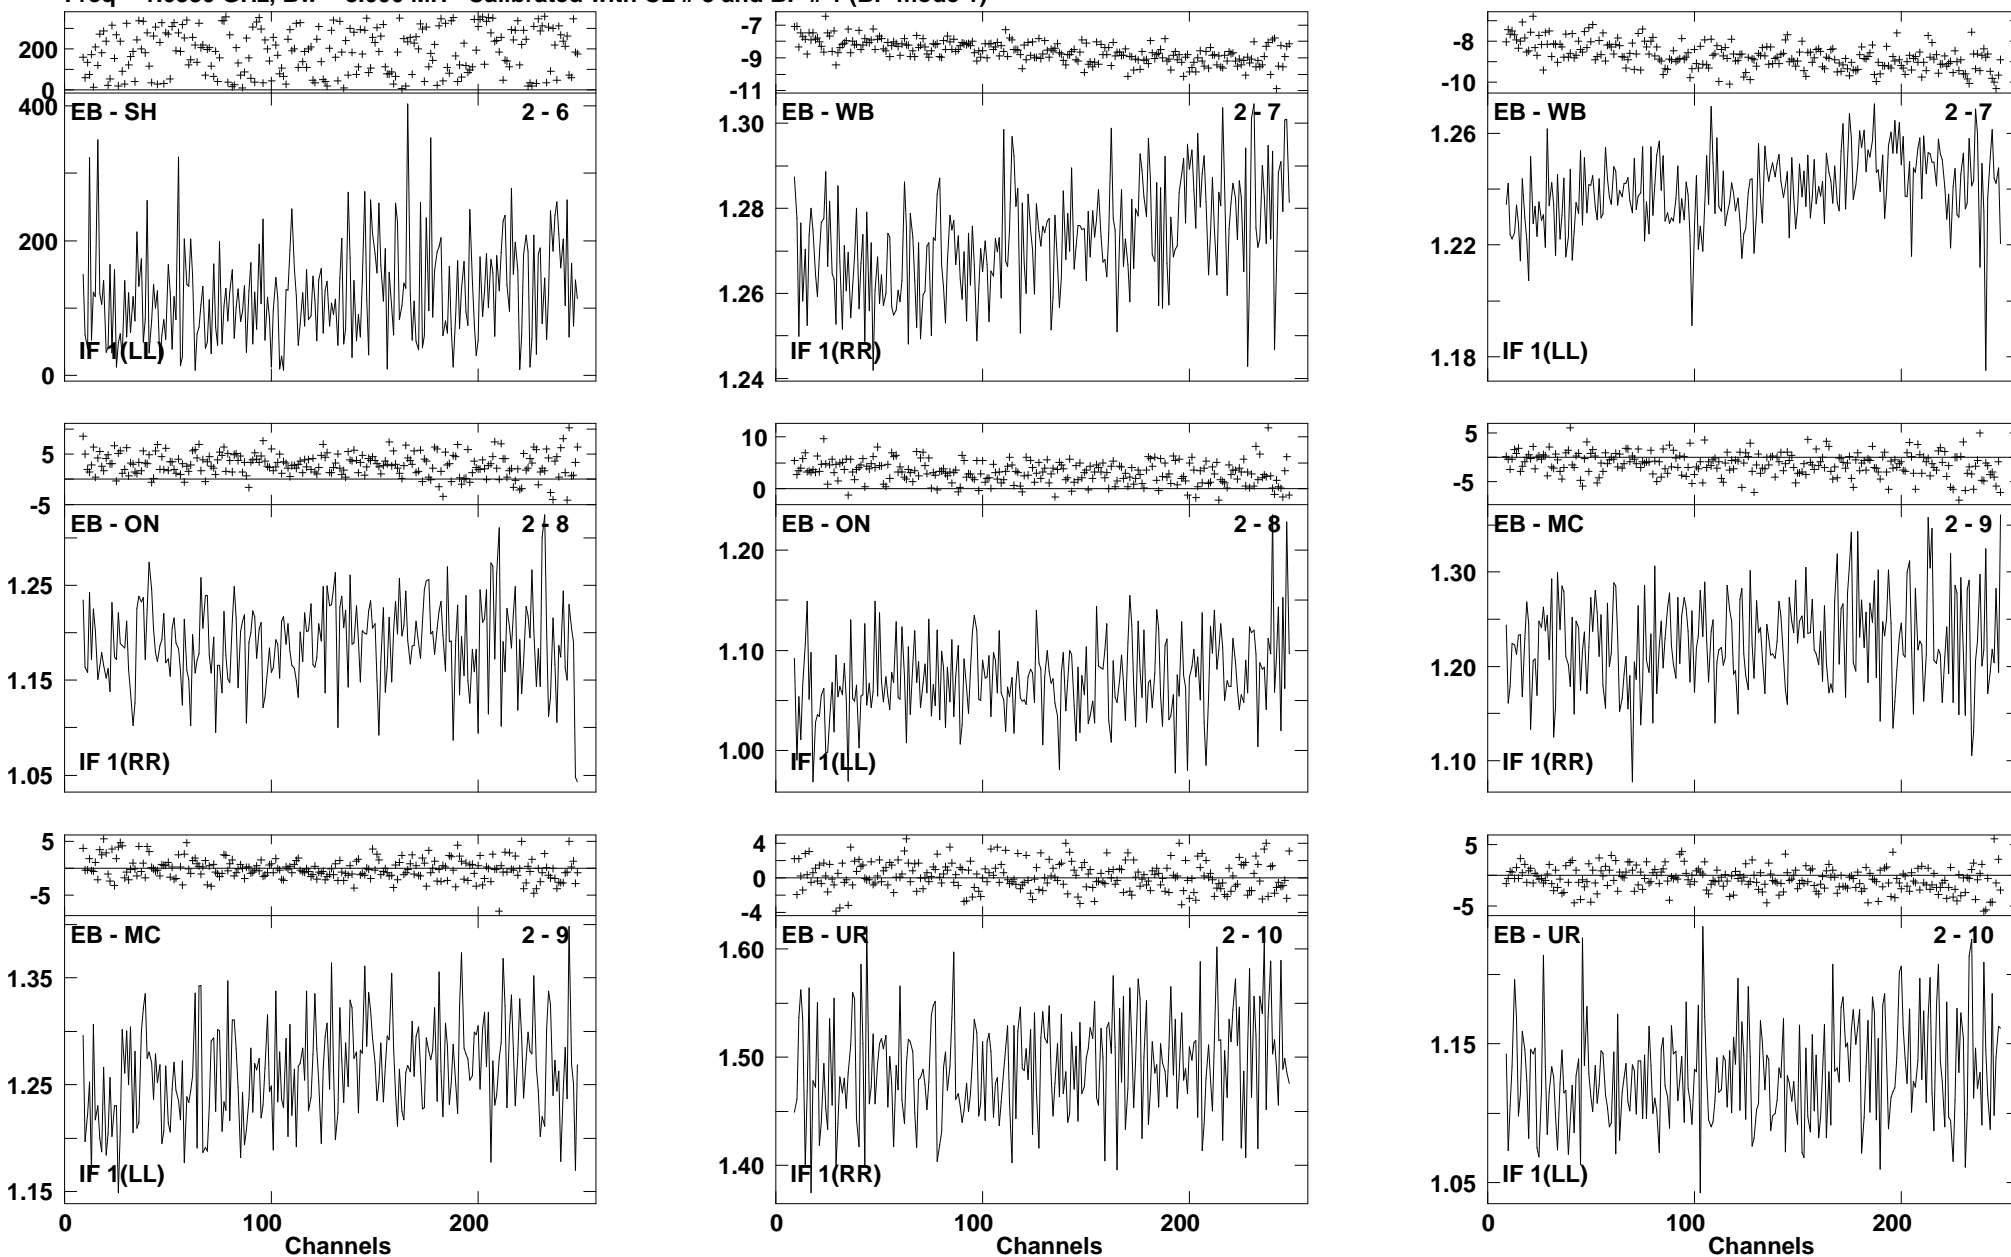 200
0
400
EB - SH 2 - 6
200
0
IF 1(LL)
-7
-9
-11
EB - WB 2 - 7
1.30
1.28
1.26
1.24
IF 1(RR)
-8
-10
EB - WB 2 - 7
1.26
1.22
1.18
IF 1(LL)
5
-5
EB - ON 2 - 8
1.25
1.15
1.05
IF 1(RR)
10
0
EB - ON 2 - 8
1.20
1.10
1.00
IF 1(LL)
5
-5
EB - MC 2 - 9
1.30
1.20
1.10
IF 1(RR)
5
-5
EB - MC 2 - 9
1.35
1.25
1.15
IF 1(LL)
0 100 200
Channels
4
0
-4
EB - UR 2 - 10
1.60
1.50
1.40
IF 1(RR)
0 100 200
Channels
5
-5
EB - UR 2 - 10
1.15
1.05
IF 1(LL)
0 100 200
Channels